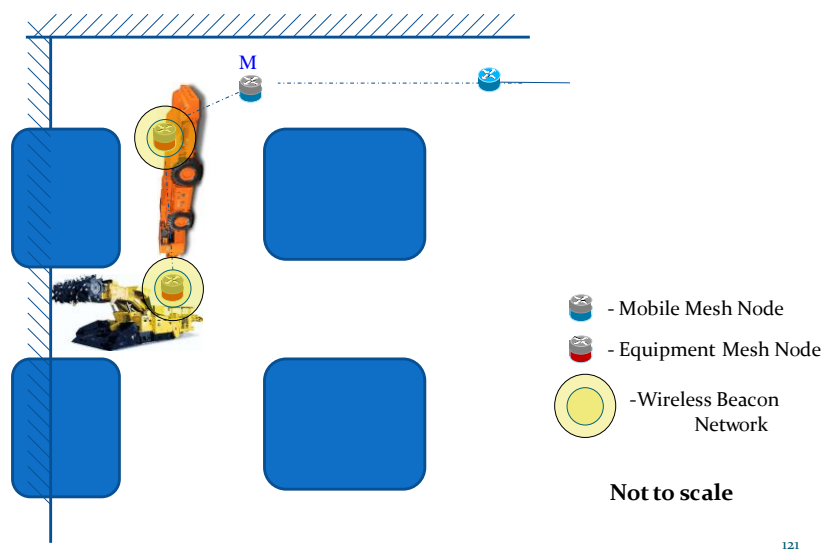 M
- Mobile Mesh Node
- Equipment Mesh Node
-Wireless Beacon
Network
Not to scale
121